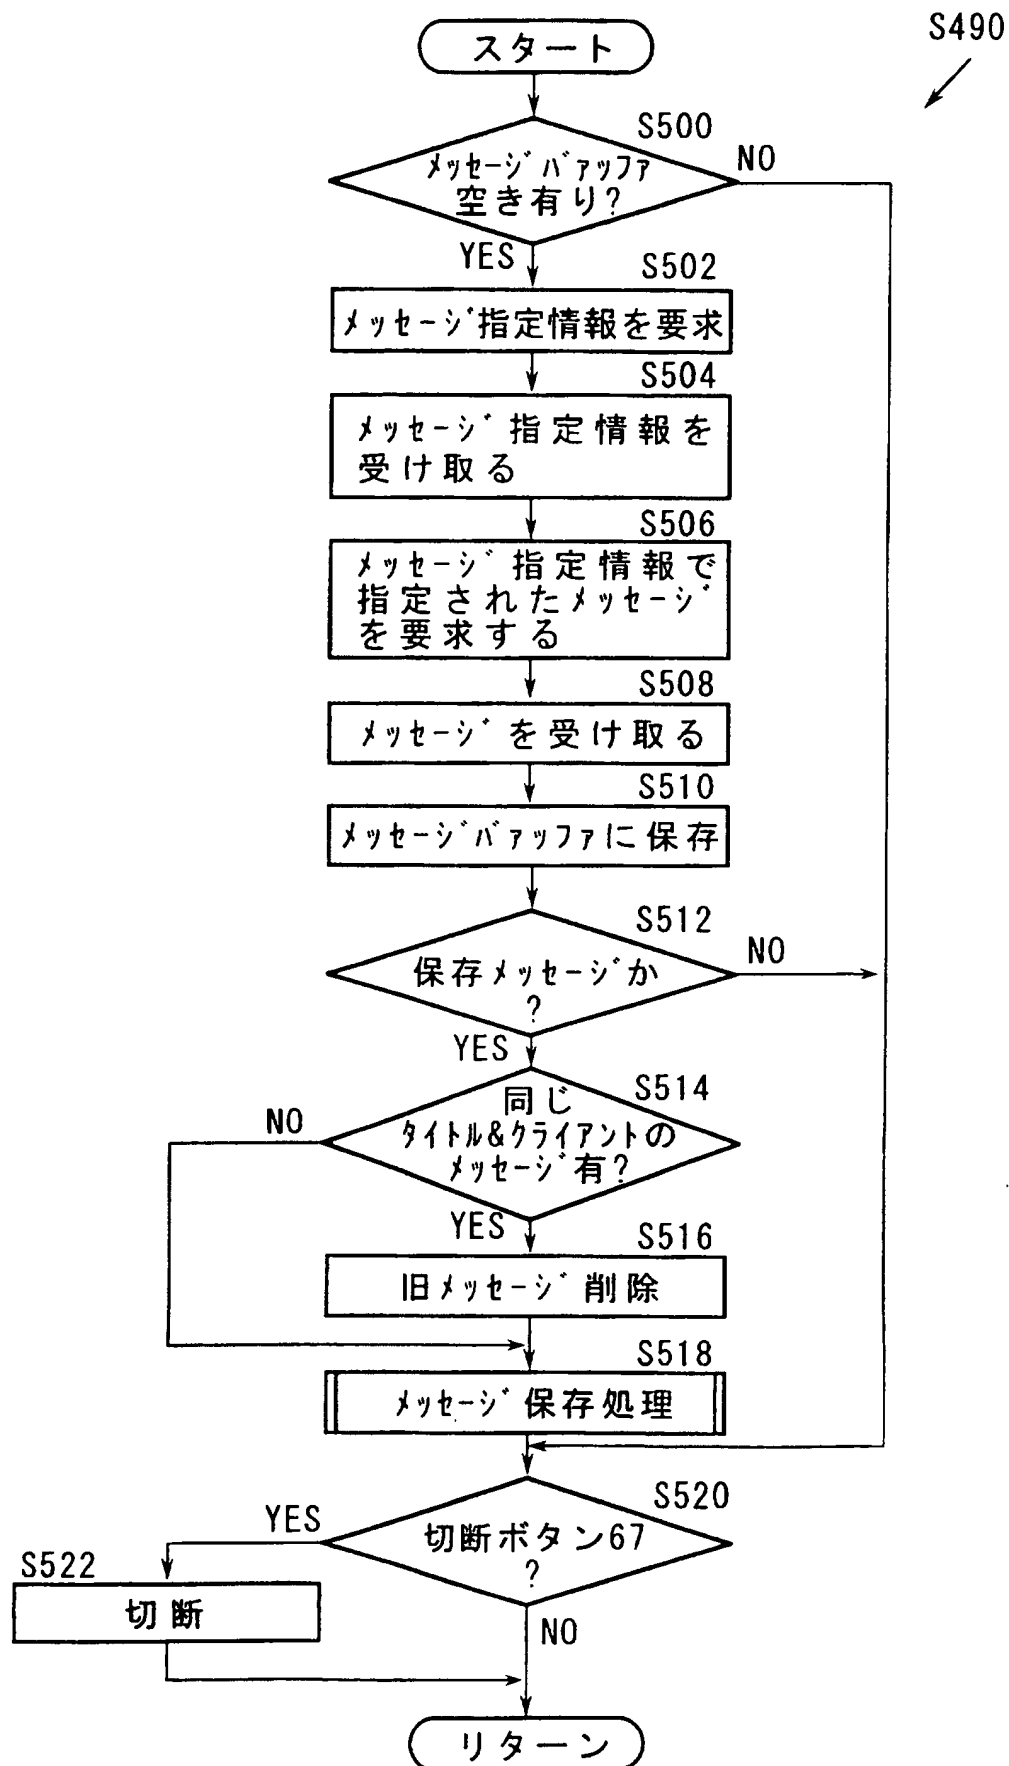 S490
スタート
S500
メッセージバァッファ
空き有り?
NO
YES
S502
メッセージ指定情報を要求
S504
メッセージ指定情報を
受け取る
S506
メッセージ指定情報で
指定されたメッセージ
を要求する
S508
メッセージを受け取る
S510
メッセージバァッファに保存
S512
保存メッセージか
?
NO
YES
S514
同じ
タイトル&クライアントの
メッセージ有?
NO
YES
S516
旧メッセージ削除
S518
メッセージ保存処理
S520
切断ボタン67
?
YES
S522
切断
NO
リターン